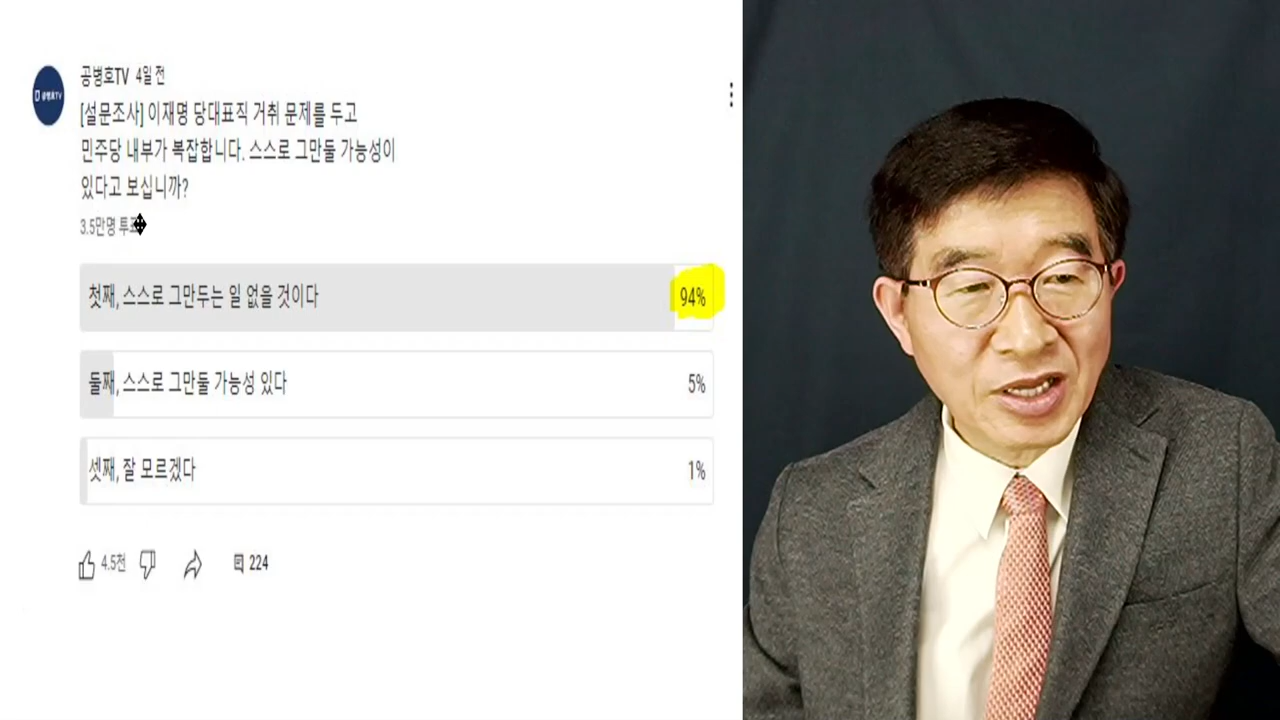 공병호TV
공병호TV 4일 전
[설문조사] 이재명 당대표직 거취 문제를 두고
민주당 내부가 복잡합니다. 스스로 그만둘 가능성이
있다고 보십니까?
3.5만명 투표
첫째, 스스로 그만두는 일 없을 것이다 94%
둘째, 스스로 그만둘 가능성 있다 5%
셋째, 잘 모르겠다 1%
4.5천 224